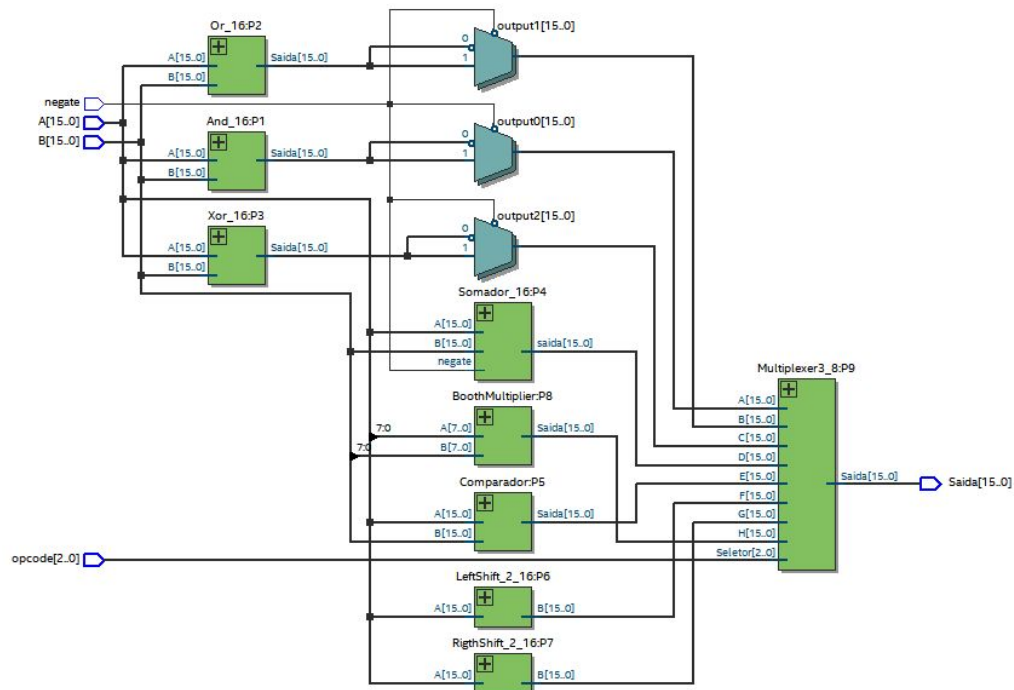 Or_16:P2
output1[15..0]
0
A[15..0]
Saida[15..0]
1
B[15..0]
negate
A[15..0]
And_16:P1
output0[15..0]
B[15..0]
0
A[15..0]
Saida[15..0]
1
B[15..0]
Xor_16:P3
output2[15..0]
0
A[15..0]
Saida[15..0]
1
B[15..0]
Somador_16:P4
A[15..0]
B[15..0]
saida[15..0]
negate
Multiplexer3_8:P9
BoothMultiplier:P8
A[15..0]
7:0
A[7..0]
Saida[15..0]
B[15..0]
7:0
B[7..0]
C[15..0]
D[15..0]
Comparador:P5
E[15..0]
Saida[15..0]
Saida[15..0]
F[15..0]
A[15..0]
Saida[15..0]
G[15..0]
B[15..0]
H[15..0]
opcode[2..0]
Seletor[2..0]
LeftShift_2_16:P6
A[15..0]
B[15..0]
RigthShift_2_16:P7
A[15..0]
B[15..0]